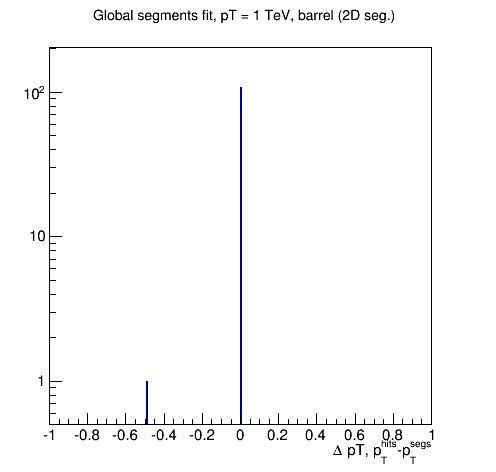 Global segments fit, pT = 1 TeV, barrel (2D seg.)
10²
10
1
-1 -0.8 -0.6 -0.4 -0.2 0 0.2 0.4 0.6 0.8 1
Δ pT, p_T^hits-p_T^segs